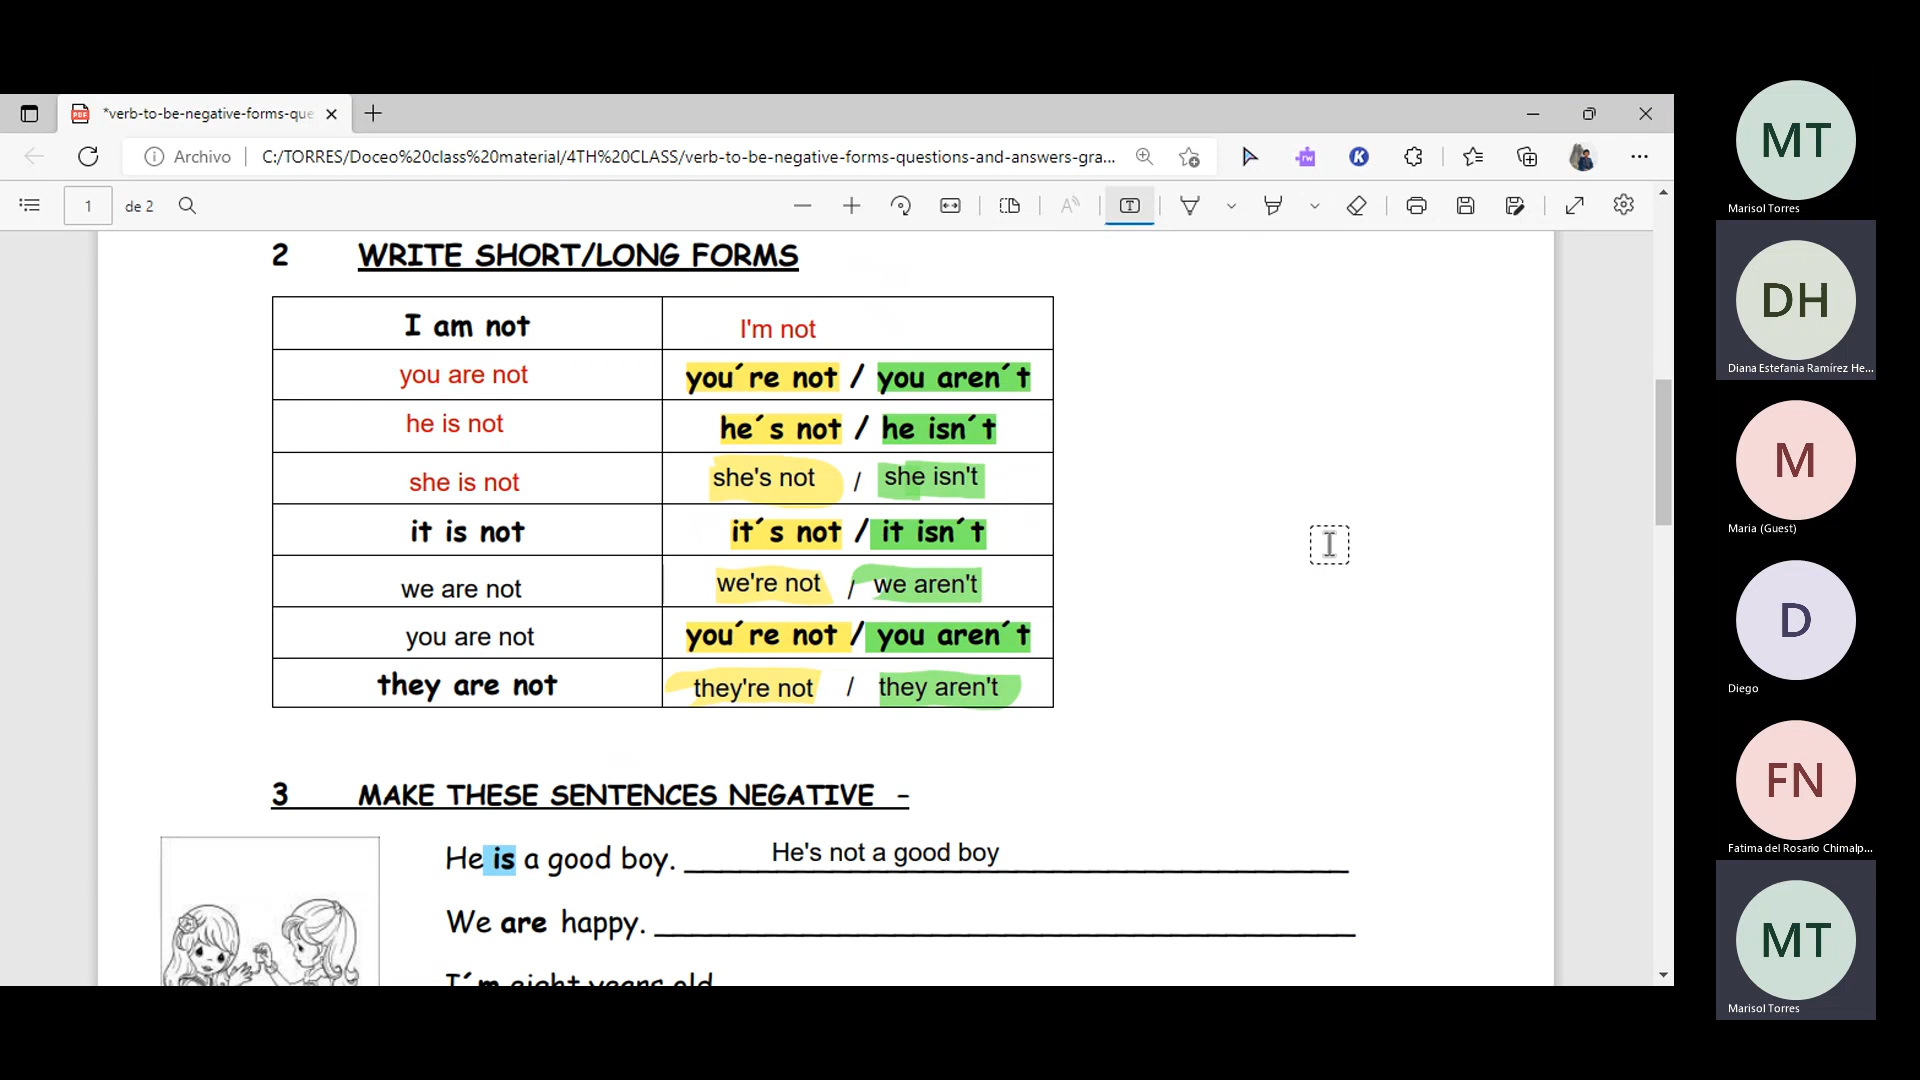 *verb-to-be-negative-forms-que
Archivo
C:/TORRES/Doceo%20class%20material/4TH%20CLASS/verb-to-be-negative-forms-questions-and-answers-gra...
1 de 2
2 WRITE SHORT/LONG FORMS
I am not I'm not
you are not you´re not / you aren´t
he is not he´s not / he isn´t
she is not she's not / she isn't
it is not it´s not / it isn´t
we are not we're not / we aren't
you are not you´re not / you aren´t
they are not they're not / they aren't
3 MAKE THESE SENTENCES NEGATIVE -
He is a good boy. He's not a good boy
We are happy.
I´m eight years old
MT
Marisol Torres
DH
Diana Estefania Ramírez He...
M
Maria (Guest)
D
Diego
FN
Fatima del Rosario Chimalp...
MT
Marisol Torres